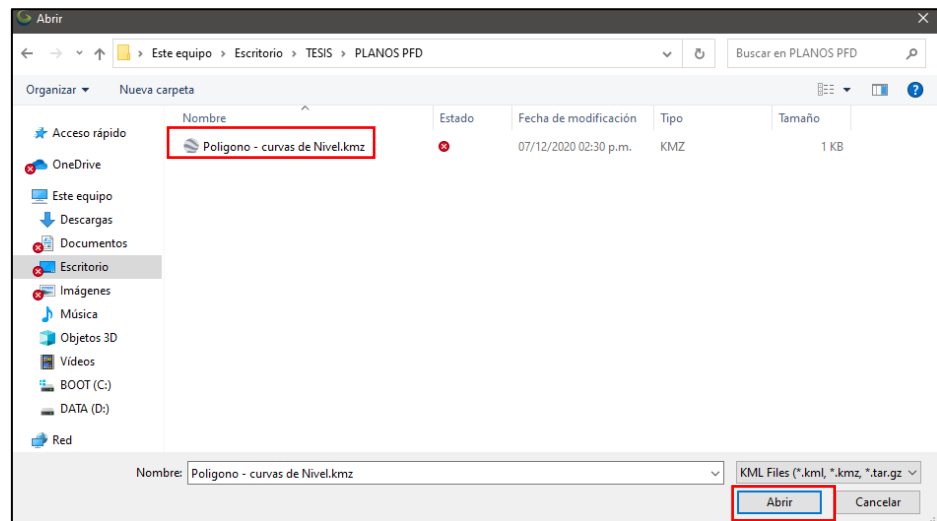 Abrir
Este equipo > Escritorio > TESIS > PLANOS PFD
Buscar en PLANOS PFD
Organizar
Nueva carpeta
Nombre Estado Fecha de modificación Tipo Tamaño
Poligono - curvas de Nivel.kmz 07/12/2020 02:30 p.m. KMZ 1 KB
Acceso rápido
OneDrive
Este equipo
Descargas
Documentos
Escritorio
Imágenes
Música
Objetos 3D
Vídeos
BOOT (C:)
DATA (D:)
Red
Nombre: Poligono - curvas de Nivel.kmz
KML Files (*.kml, *.kmz, *.tar.gz
Abrir
Cancelar